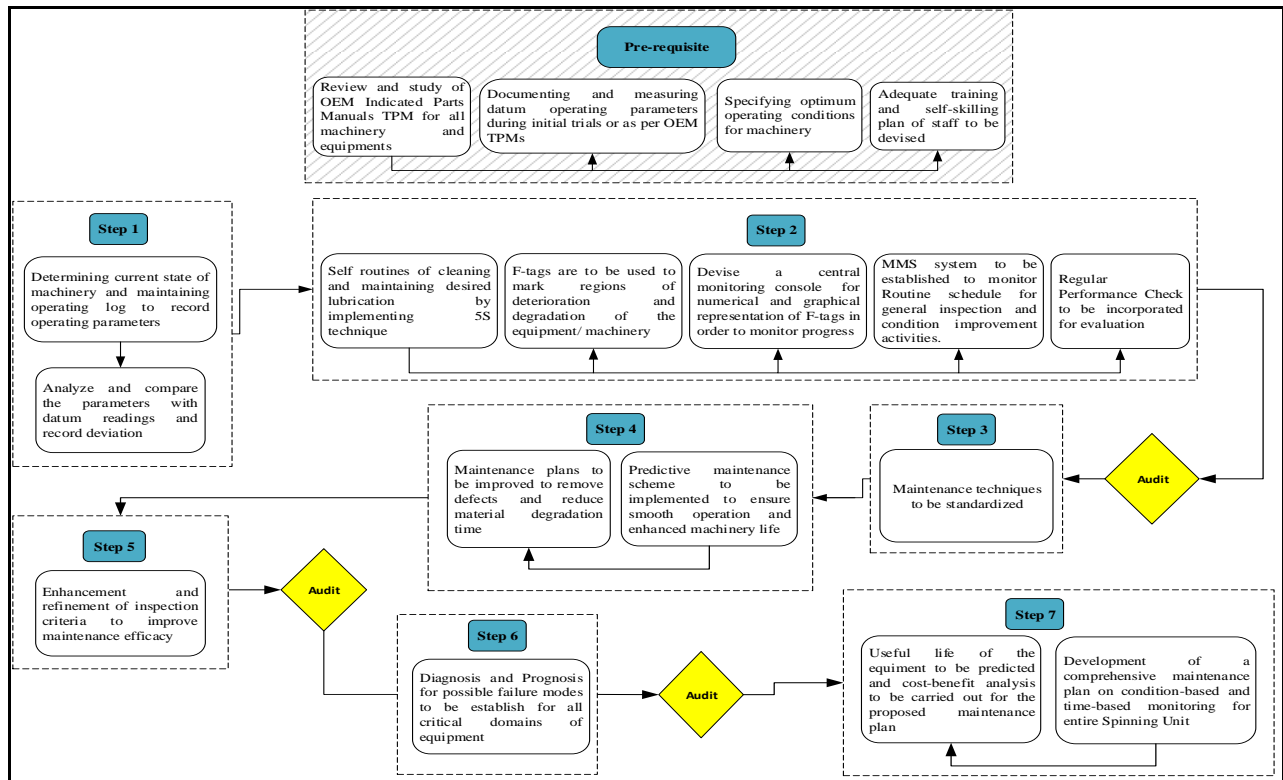 Pre-requisite
Review and study of
OEM Indicated Parts
Manuals TPM for all
machinery and
equipments
Documenting and measuring
datum operating parameters
during initial trials or as per OEM
TPMs
Specifying optimum
operating conditions
for machinery
Adequate training
and self-skilling
plan of staff to be
devised
Step 1
Determining current state of
machinery and maintaining
operating log to record
operating parameters
Analyze and compare
the parameters with
datum readings and
record deviation
Step 2
Self routines of cleaning
and maintaining desired
lubrication by
implementing 5S
technique
F-tags are to be used to
mark regions of
deterioration and
degradation of the
equipment/ machinery
Devise a central
monitoring console for
numerical and graphical
representation of F-tags in
order to monitor progress
MMS system to be
established to monitor
Routine schedule for
general inspection and
condition improvement
activities.
Regular
Performance Check
to be incorporated
for evaluation
Audit
Step 3
Maintenance techniques
to be standardized
Step 4
Predictive maintenance
scheme to be
implemented to ensure
smooth operation and
enhanced machinery life
Maintenance plans to
be improved to remove
defects and reduce
material degradation
time
Step 5
Enhancement and
refinement of inspection
criteria to improve
maintenance efficacy
Audit
Step 6
Diagnosis and Prognosis
for possible failure modes
to be establish for all
critical domains of
equipment
Audit
Step 7
Useful life of the
equiment to be predicted
and cost-benefit analysis
to be carried out for the
proposed maintenance
plan
Development of a
comprehensive maintenance
plan on condition-based and
time-based monitoring for
entire Spinning Unit